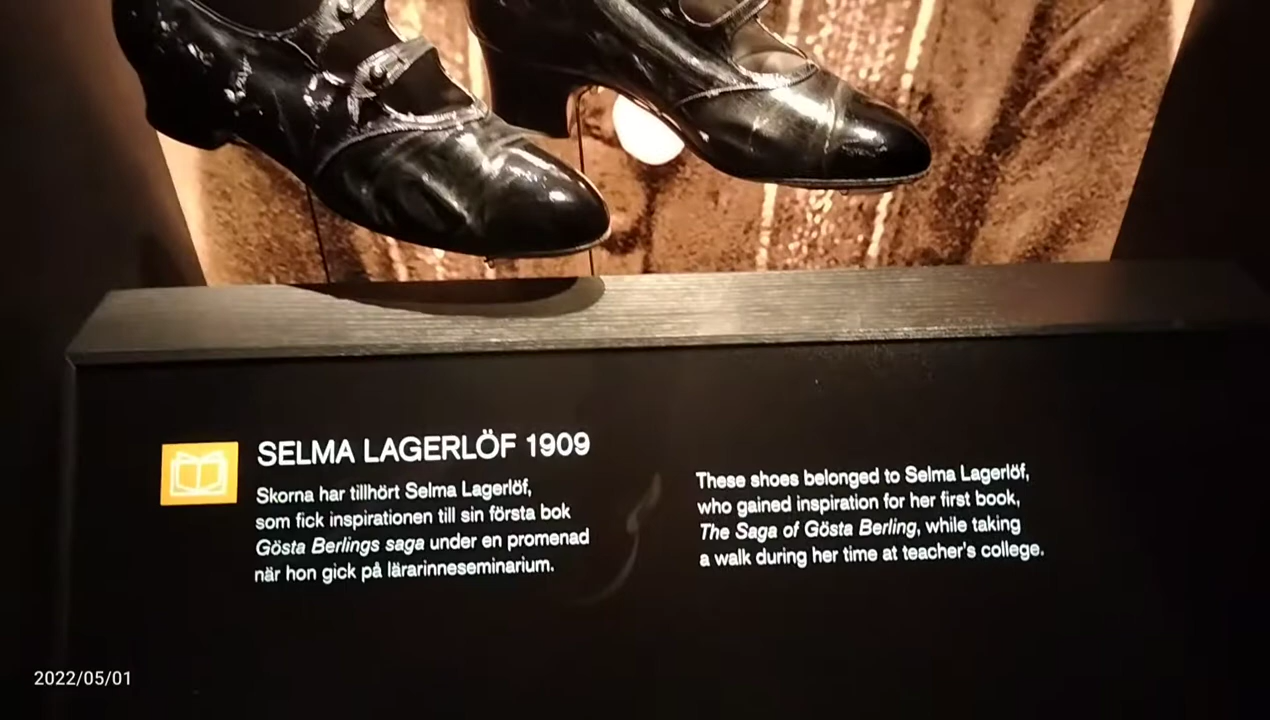 SELMA LAGERLÖF 1909
Skorna har tillhört Selma Lagerlöf,
som fick inspirationen till sin första bok
Gösta Berlings saga under en promenad
när hon gick på lärarinneseminarium.
These shoes belonged to Selma Lagerlöf,
who gained inspiration for her first book,
The Saga of Gösta Berling, while taking
a walk during her time at teacher's college.
2022/05/01